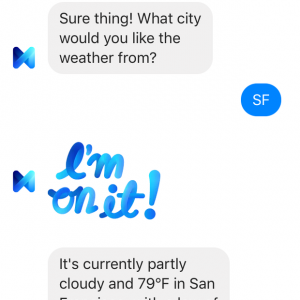 Sure thing! What city
would you like the
weather from?
SF
I'm
on it!
It's currently partly
cloudy and 79°F in San